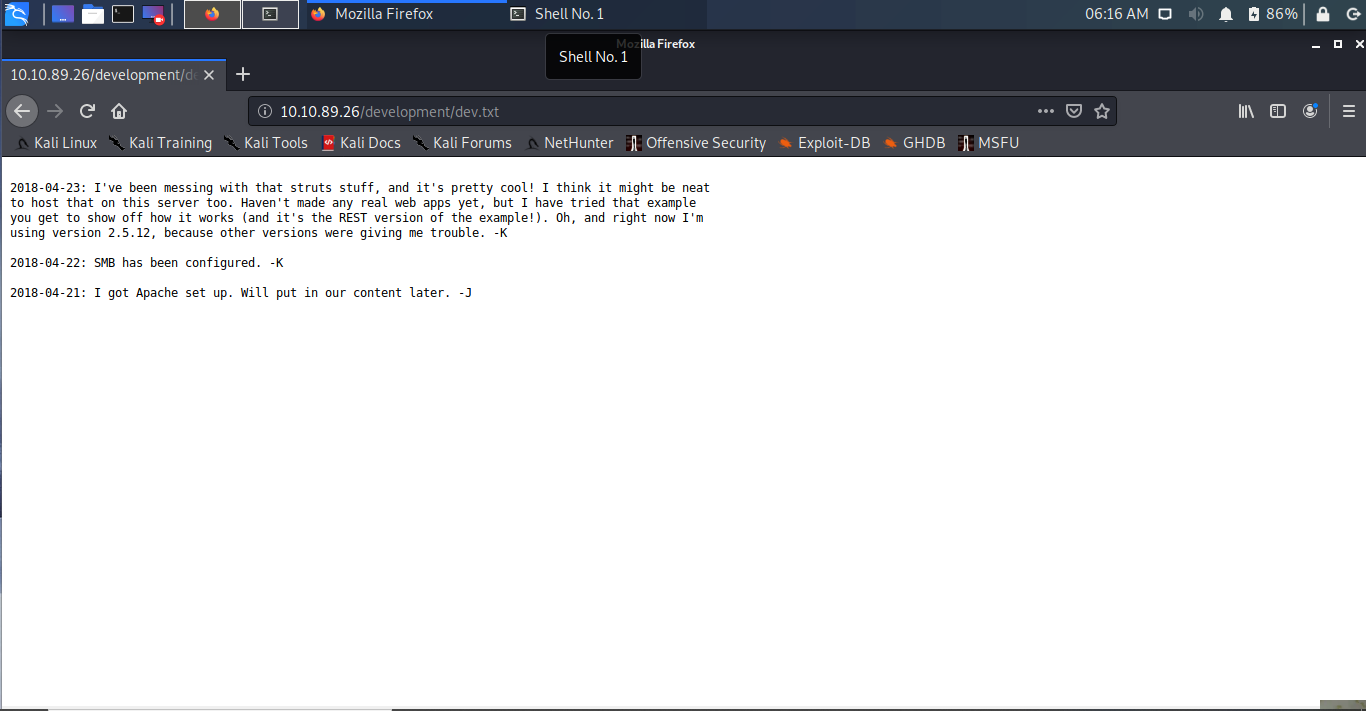 Mozilla Firefox
Shell No. 1
06:16 AM
86%
Mozilla Firefox
Shell No. 1
10.10.89.26/development/d
10.10.89.26/development/dev.txt
Kali Linux Kali Training Kali Tools Kali Docs Kali Forums NetHunter Offensive Security Exploit-DB GHDB MSFU
2018-04-23: I've been messing with that struts stuff, and it's pretty cool! I think it might be neat
to host that on this server too. Haven't made any real web apps yet, but I have tried that example
you get to show off how it works (and it's the REST version of the example!). Oh, and right now I'm
using version 2.5.12, because other versions were giving me trouble. -K
2018-04-22: SMB has been configured. -K
2018-04-21: I got Apache set up. Will put in our content later. -J